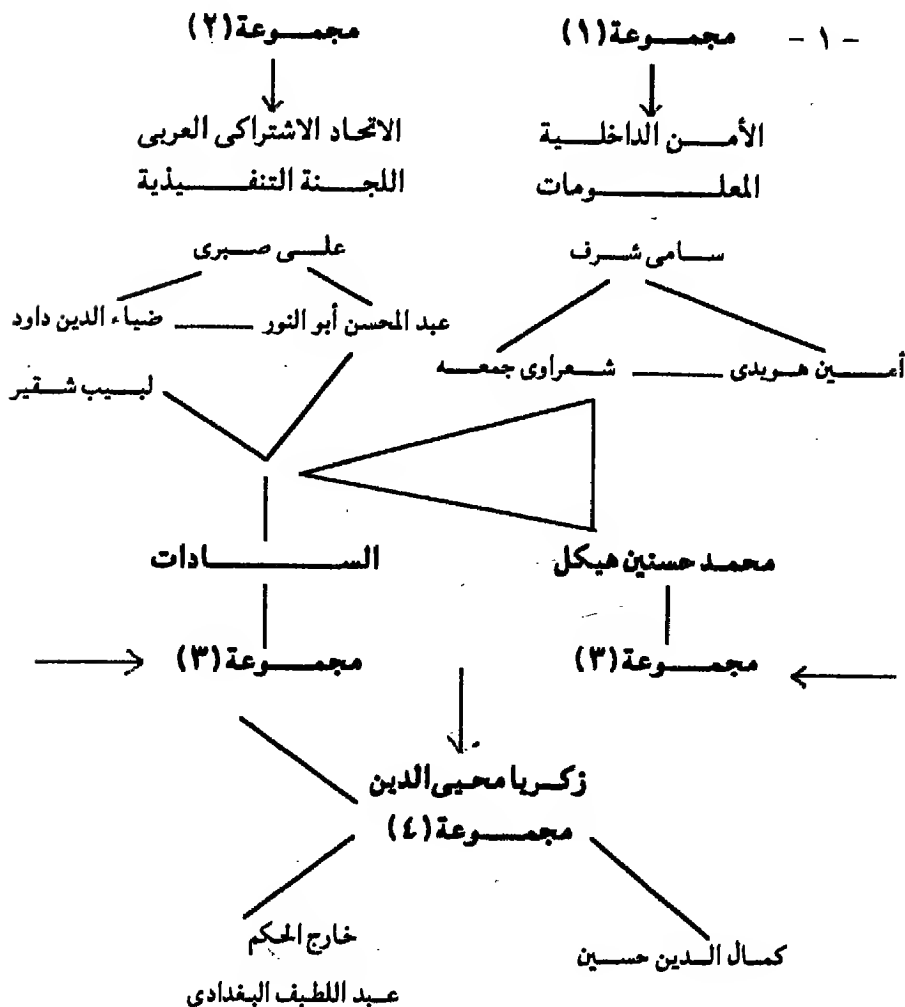 - ١ -
مجموعة (١)
مجموعة (٢)
الأمن الداخلية
الاتحاد الاشتراكى العربى
المعلومات
اللجنة التنفيذية
سامى شرف
على صبرى
أمين هويدى
شعراوى جمعه
عبد المحسن أبو النور
ضياء الدين داود
لبيب شقير
محمد حسنين هيكل
السادات
مجموعة (٣)
مجموعة (٣)
زكريا محيى الدين
مجموعة (٤)
خارج الحكم
كمال الدين حسين
عبد اللطيف البغدادى